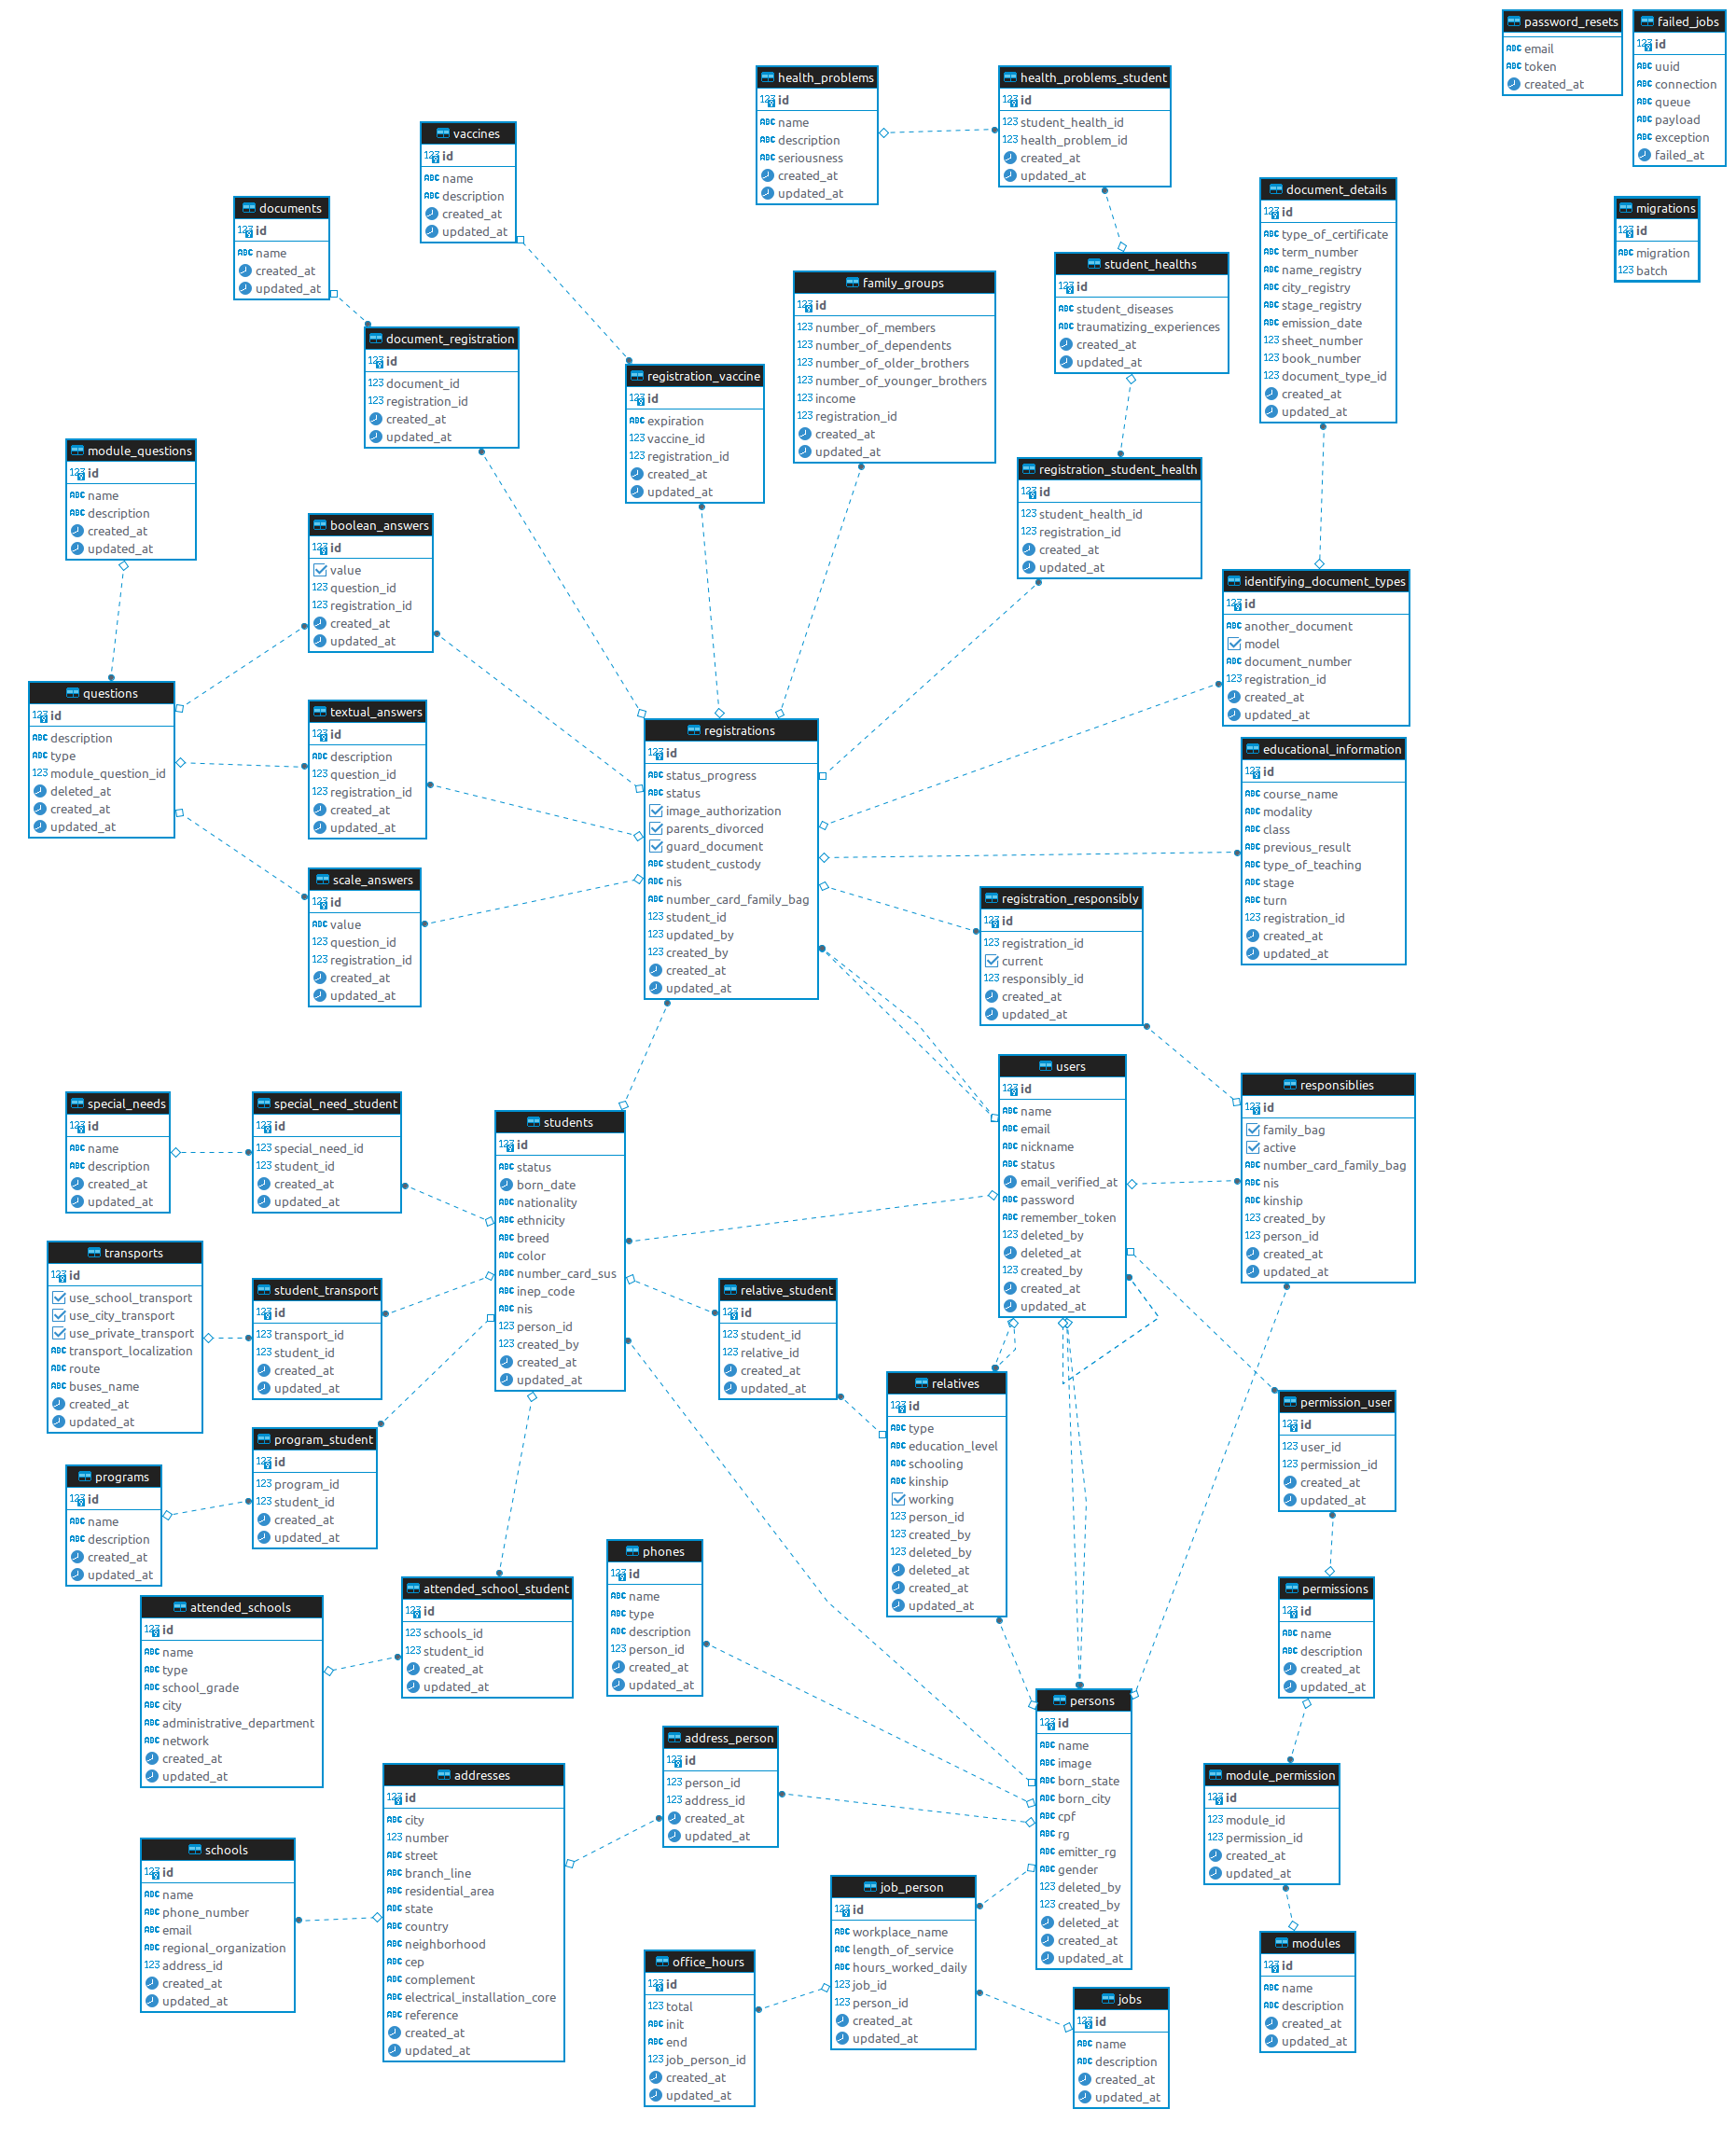 password_resets
email
token
created_at
failed_jobs
id
uuid
connection
queue
payload
exception
failed_at
health_problems
id
name
description
seriousness
created_at
updated_at
health_problems_student
id
student_health_id
health_problem_id
created_at
updated_at
vaccines
id
name
description
created_at
updated_at
document_details
id
type_of_certificate
term_number
name_registry
city_registry
stage_registry
emission_date
sheet_number
book_number
document_type_id
created_at
updated_at
migrations
id
migration
batch
documents
id
name
created_at
updated_at
student_healths
id
student_diseases
traumatizing_experiences
created_at
updated_at
family_groups
id
number_of_members
number_of_dependents
number_of_older_brothers
number_of_younger_brothers
income
registration_id
created_at
updated_at
document_registration
id
document_id
registration_id
created_at
updated_at
registration_vaccine
id
expiration
vaccine_id
registration_id
created_at
updated_at
module_questions
id
name
description
created_at
updated_at
registration_student_health
id
student_health_id
registration_id
created_at
updated_at
boolean_answers
id
value
question_id
registration_id
created_at
updated_at
identifying_document_types
id
another_document
model
document_number
registration_id
created_at
updated_at
questions
id
description
type
module_question_id
deleted_at
created_at
updated_at
textual_answers
id
description
question_id
registration_id
created_at
updated_at
registrations
id
status_progress
status
image_authorization
parents_divorced
guard_document
student_custody
nis
number_card_family_bag
student_id
updated_by
created_by
created_at
updated_at
educational_information
id
course_name
modality
class
previous_result
type_of_teaching
stage
turn
registration_id
created_at
updated_at
scale_answers
id
value
question_id
registration_id
created_at
updated_at
registration_responsibly
id
registration_id
current
responsibly_id
created_at
updated_at
users
id
name
email
nickname
status
email_verified_at
password
remember_token
deleted_by
deleted_at
created_by
created_at
updated_at
responsiblies
id
family_bag
active
number_card_family_bag
nis
kinship
created_by
person_id
created_at
updated_at
special_needs
id
name
description
created_at
updated_at
special_need_student
id
special_need_id
student_id
created_at
updated_at
students
id
status
born_date
nationality
ethnicity
breed
color
number_card_sus
inep_code
nis
person_id
created_by
created_at
updated_at
transports
id
use_school_transport
use_city_transport
use_private_transport
transport_localization
route
buses_name
created_at
updated_at
student_transport
id
transport_id
student_id
created_at
updated_at
relative_student
id
student_id
relative_id
created_at
updated_at
relatives
id
type
education_level
schooling
kinship
working
person_id
created_by
deleted_by
deleted_at
created_at
updated_at
permission_user
id
user_id
permission_id
created_at
updated_at
program_student
id
program_id
student_id
created_at
updated_at
programs
id
name
description
created_at
updated_at
phones
id
name
type
description
person_id
created_at
updated_at
attended_school_student
id
schools_id
student_id
created_at
updated_at
permissions
id
name
description
created_at
updated_at
attended_schools
id
name
type
school_grade
city
administrative_department
network
created_at
updated_at
persons
id
name
image
born_state
born_city
cpf
rg
emitter_rg
gender
deleted_by
created_by
deleted_at
created_at
updated_at
address_person
id
person_id
address_id
created_at
updated_at
addresses
id
city
number
street
branch_line
residential_area
state
country
neighborhood
cep
complement
electrical_installation_core
reference
created_at
updated_at
module_permission
id
module_id
permission_id
created_at
updated_at
schools
id
name
phone_number
email
regional_organization
address_id
created_at
updated_at
job_person
id
workplace_name
length_of_service
hours_worked_daily
job_id
person_id
created_at
updated_at
modules
id
name
description
created_at
updated_at
office_hours
id
total
init
end
job_person_id
created_at
updated_at
jobs
id
name
description
created_at
updated_at